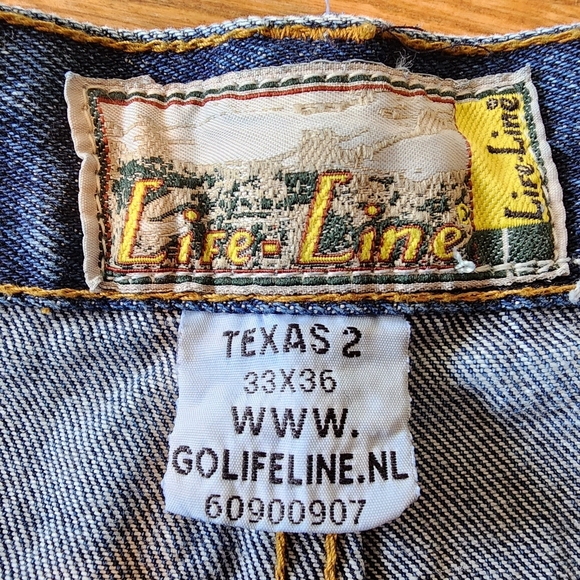 Life-Line
Life-Line
TEXAS 2
33X36
WWW.
GOLIFELINE.NL
60900907